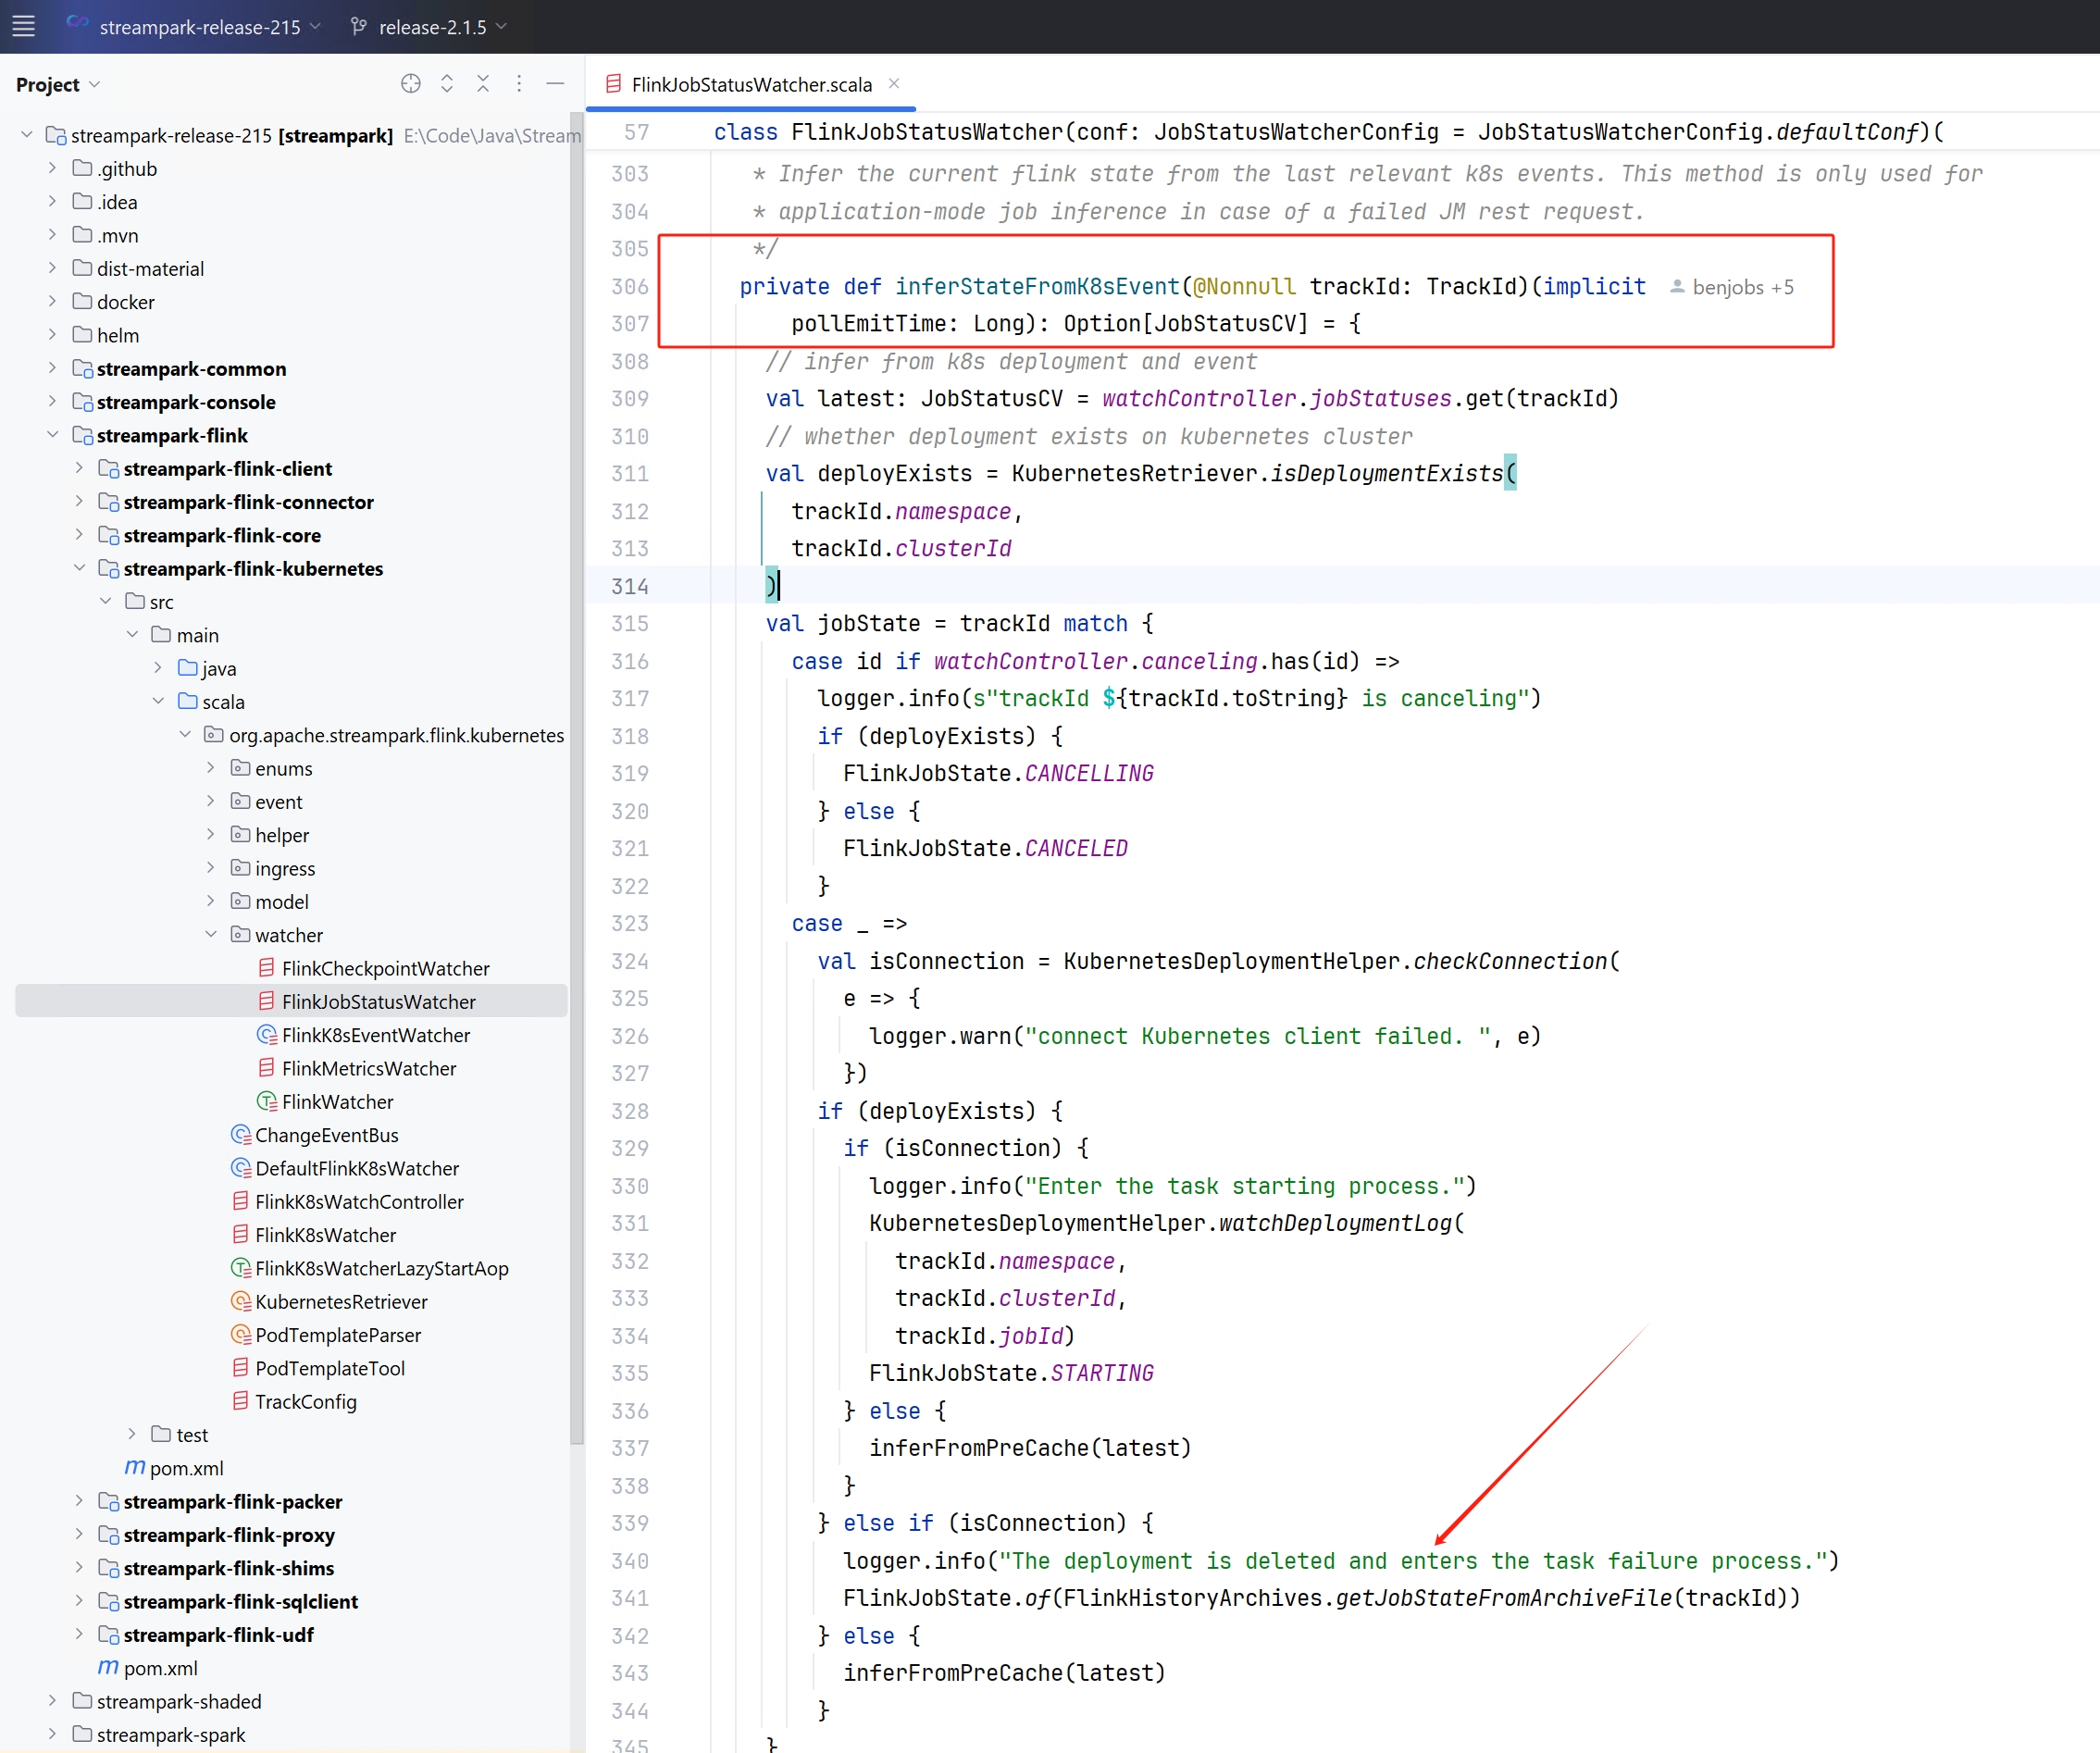 streampark-release-215
release-2.1.5
Project
FlinkJobStatusWatcher.scala
streampark-release-215 [streampark] E:\Code\Java\Stream
.github
.idea
.mvn
dist-material
docker
helm
streampark-common
streampark-console
streampark-flink
streampark-flink-client
streampark-flink-connector
streampark-flink-core
streampark-flink-kubernetes
src
main
java
scala
org.apache.streampark.flink.kubernetes
enums
event
helper
ingress
model
watcher
FlinkCheckpointWatcher
FlinkJobStatusWatcher
FlinkK8sEventWatcher
FlinkMetricsWatcher
FlinkWatcher
ChangeEventBus
DefaultFlinkK8sWatcher
FlinkK8sWatchController
FlinkK8sWatcher
FlinkK8sWatcherLazyStartAop
KubernetesRetriever
PodTemplateParser
PodTemplateTool
TrackConfig
test
pom.xml
streampark-flink-packer
streampark-flink-proxy
streampark-flink-shims
streampark-flink-sqlclient
streampark-flink-udf
pom.xml
streampark-shaded
streampark-spark
57 class FlinkJobStatusWatcher(conf: JobStatusWatcherConfig = JobStatusWatcherConfig.defaultConf)(
303 * Infer the current flink state from the last relevant k8s events. This method is only used for
304 * application-mode job inference in case of a failed JM rest request.
305 */
306 private def inferStateFromK8sEvent(@Nonnull trackId: TrackId)(implicit benjobs +5
307 pollEmitTime: Long): Option[JobStatusCV] = {
308 // infer from k8s deployment and event
309 val latest: JobStatusCV = watchController.jobStatuses.get(trackId)
310 // whether deployment exists on kubernetes cluster
311 val deployExists = KubernetesRetriever.isDeploymentExists(
312 trackId.namespace,
313 trackId.clusterId
314 )
315 val jobState = trackId match {
316 case id if watchController.canceling.has(id) =>
317 logger.info(s"trackId ${trackId.toString} is canceling")
318 if (deployExists) {
319 FlinkJobState.CANCELLING
320 } else {
321 FlinkJobState.CANCELED
322 }
323 case _ =>
324 val isConnection = KubernetesDeploymentHelper.checkConnection(
325 e => {
326 logger.warn("connect Kubernetes client failed. ", e)
327 })
328 if (deployExists) {
329 if (isConnection) {
330 logger.info("Enter the task starting process.")
331 KubernetesDeploymentHelper.watchDeploymentLog(
332 trackId.namespace,
333 trackId.clusterId,
334 trackId.jobId)
335 FlinkJobState.STARTING
336 } else {
337 inferFromPreCache(latest)
338 }
339 } else if (isConnection) {
340 logger.info("The deployment is deleted and enters the task failure process.")
341 FlinkJobState.of(FlinkHistoryArchives.getJobStateFromArchiveFile(trackId))
342 } else {
343 inferFromPreCache(latest)
344 }
345 }